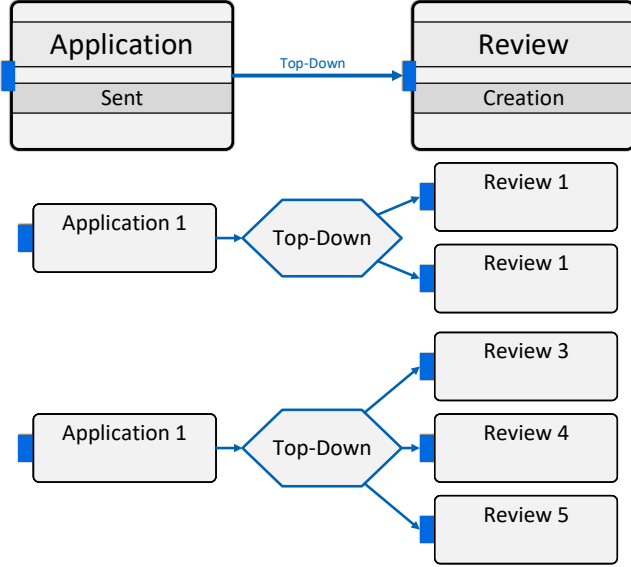 Application
Sent
Top-Down
Review
Creation
Application 1
Top-Down
Review 1
Review 1
Application 1
Top-Down
Review 3
Review 4
Review 5